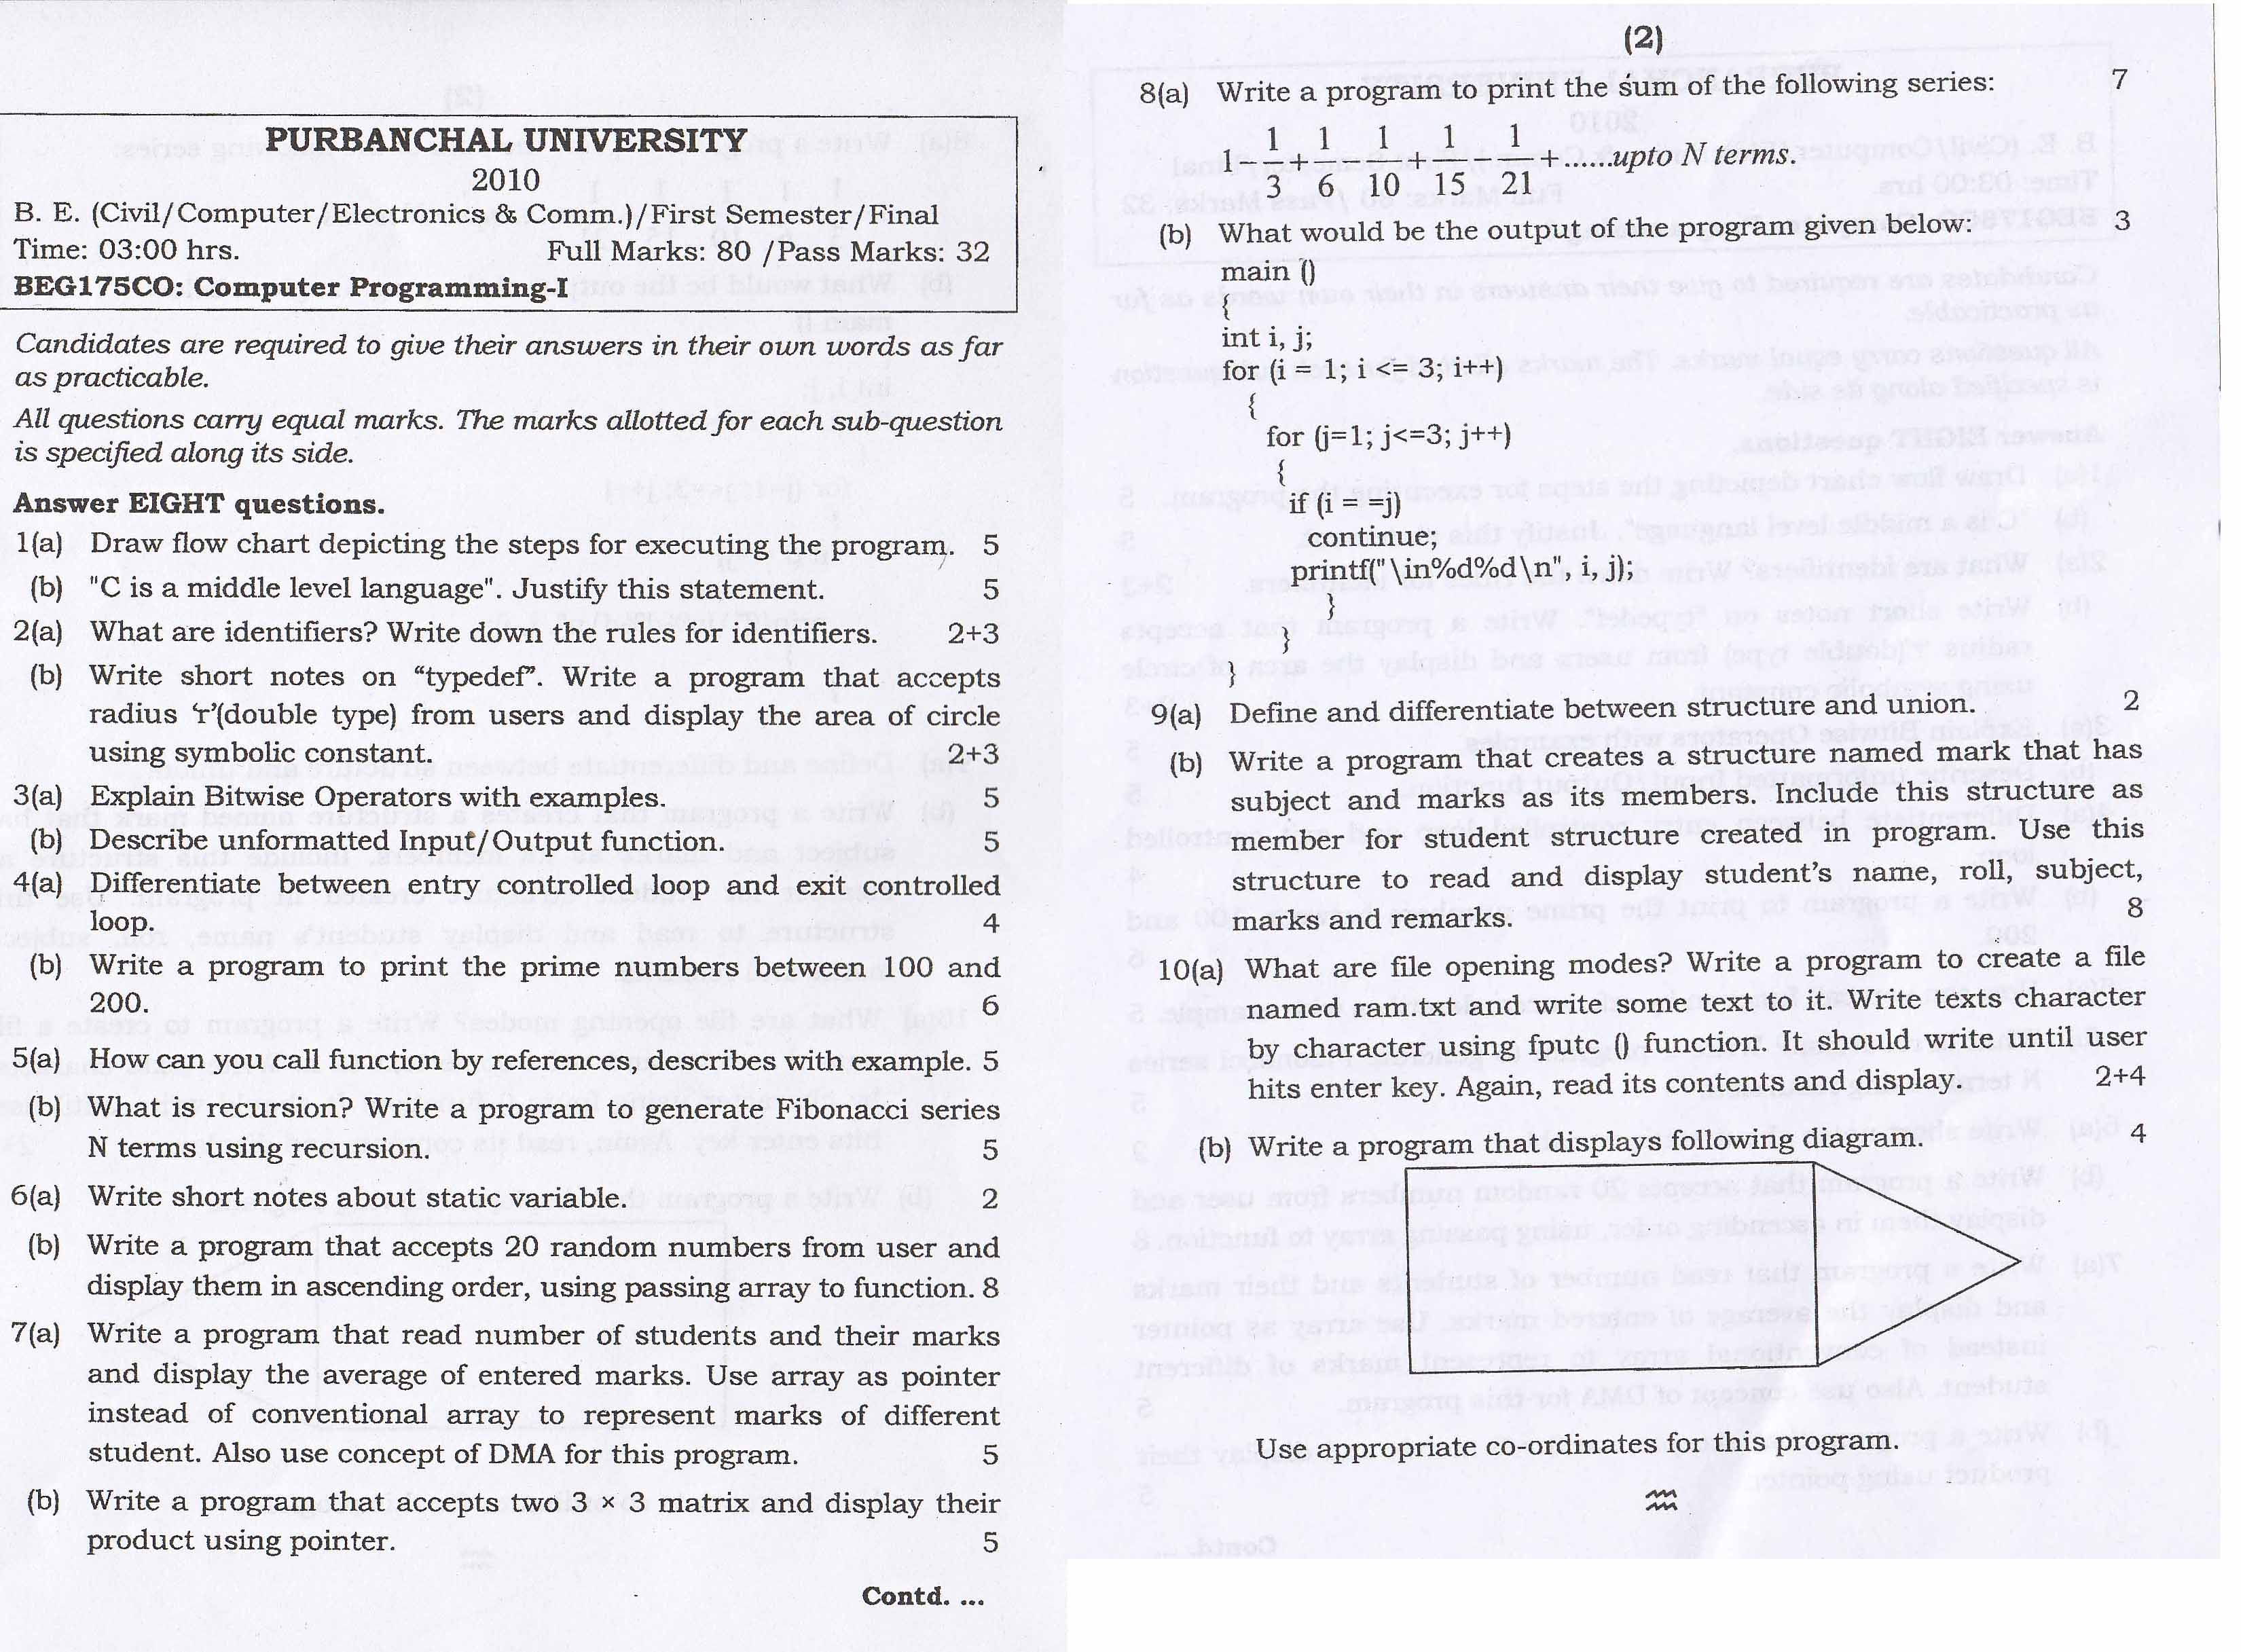 PURBANCHAL UNIVERSITY
2010
B. E. (Civil/Computer/Electronics & Comm.)/First Semester/Final
Time: 03:00 hrs. Full Marks: 80 /Pass Marks: 32
BEG175CO: Computer Programming-I
Candidates are required to give their answers in their own words as far
as practicable.
All questions carry equal marks. The marks allotted for each sub-question
is specified along its side.
Answer EIGHT questions.
1(a) Draw flow chart depicting the steps for executing the program. 5
(b) "C is a middle level language". Justify this statement. 5
2(a) What are identifiers? Write down the rules for identifiers. 2+3
(b) Write short notes on “typedef”. Write a program that accepts
radius ‘r’(double type) from users and display the area of circle
using symbolic constant. 2+3
3(a) Explain Bitwise Operators with examples. 5
(b) Describe unformatted Input/Output function. 5
4(a) Differentiate between entry controlled loop and exit controlled
loop. 4
(b) Write a program to print the prime numbers between 100 and
200. 6
5(a) How can you call function by references, describes with example. 5
(b) What is recursion? Write a program to generate Fibonacci series
N terms using recursion. 5
6(a) Write short notes about static variable. 2
(b) Write a program that accepts 20 random numbers from user and
display them in ascending order, using passing array to function. 8
7(a) Write a program that read number of students and their marks
and display the average of entered marks. Use array as pointer
instead of conventional array to represent marks of different
student. Also use concept of DMA for this program. 5
(b) Write a program that accepts two 3 × 3 matrix and display their
product using pointer. 5
Contd. ...
(2)
8(a) Write a program to print the sum of the following series: 7
1 - 1/3 + 1/6 - 1/10 + 1/15 - 1/21 + ......upto N terms.
(b) What would be the output of the program given below: 3
main ()
{
int i, j;
for (i = 1; i <= 3; i++)
{
for (j=1; j<=3; j++)
{
if (i = =j)
continue;
printf("\in%d%d\n", i, j);
}
}
}
9(a) Define and differentiate between structure and union. 2
(b) Write a program that creates a structure named mark that has
subject and marks as its members. Include this structure as
member for student structure created in program. Use this
structure to read and display student’s name, roll, subject,
marks and remarks. 8
10(a) What are file opening modes? Write a program to create a file
named ram.txt and write some text to it. Write texts character
by character using fputc () function. It should write until user
hits enter key. Again, read its contents and display. 2+4
(b) Write a program that displays following diagram. 4
Use appropriate co-ordinates for this program.